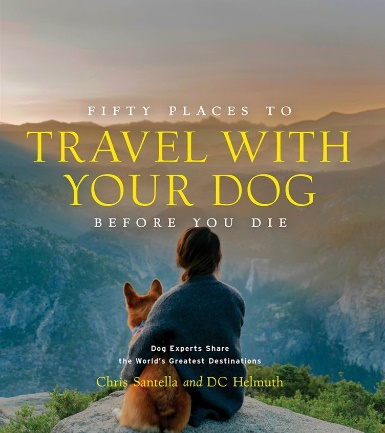 FIFTY PLACES TO
TRAVEL WITH
YOUR DOG
BEFORE YOU DIE
Dog Experts Share
the World's Greatest Destinations
Chris Santella and DC Helmuth